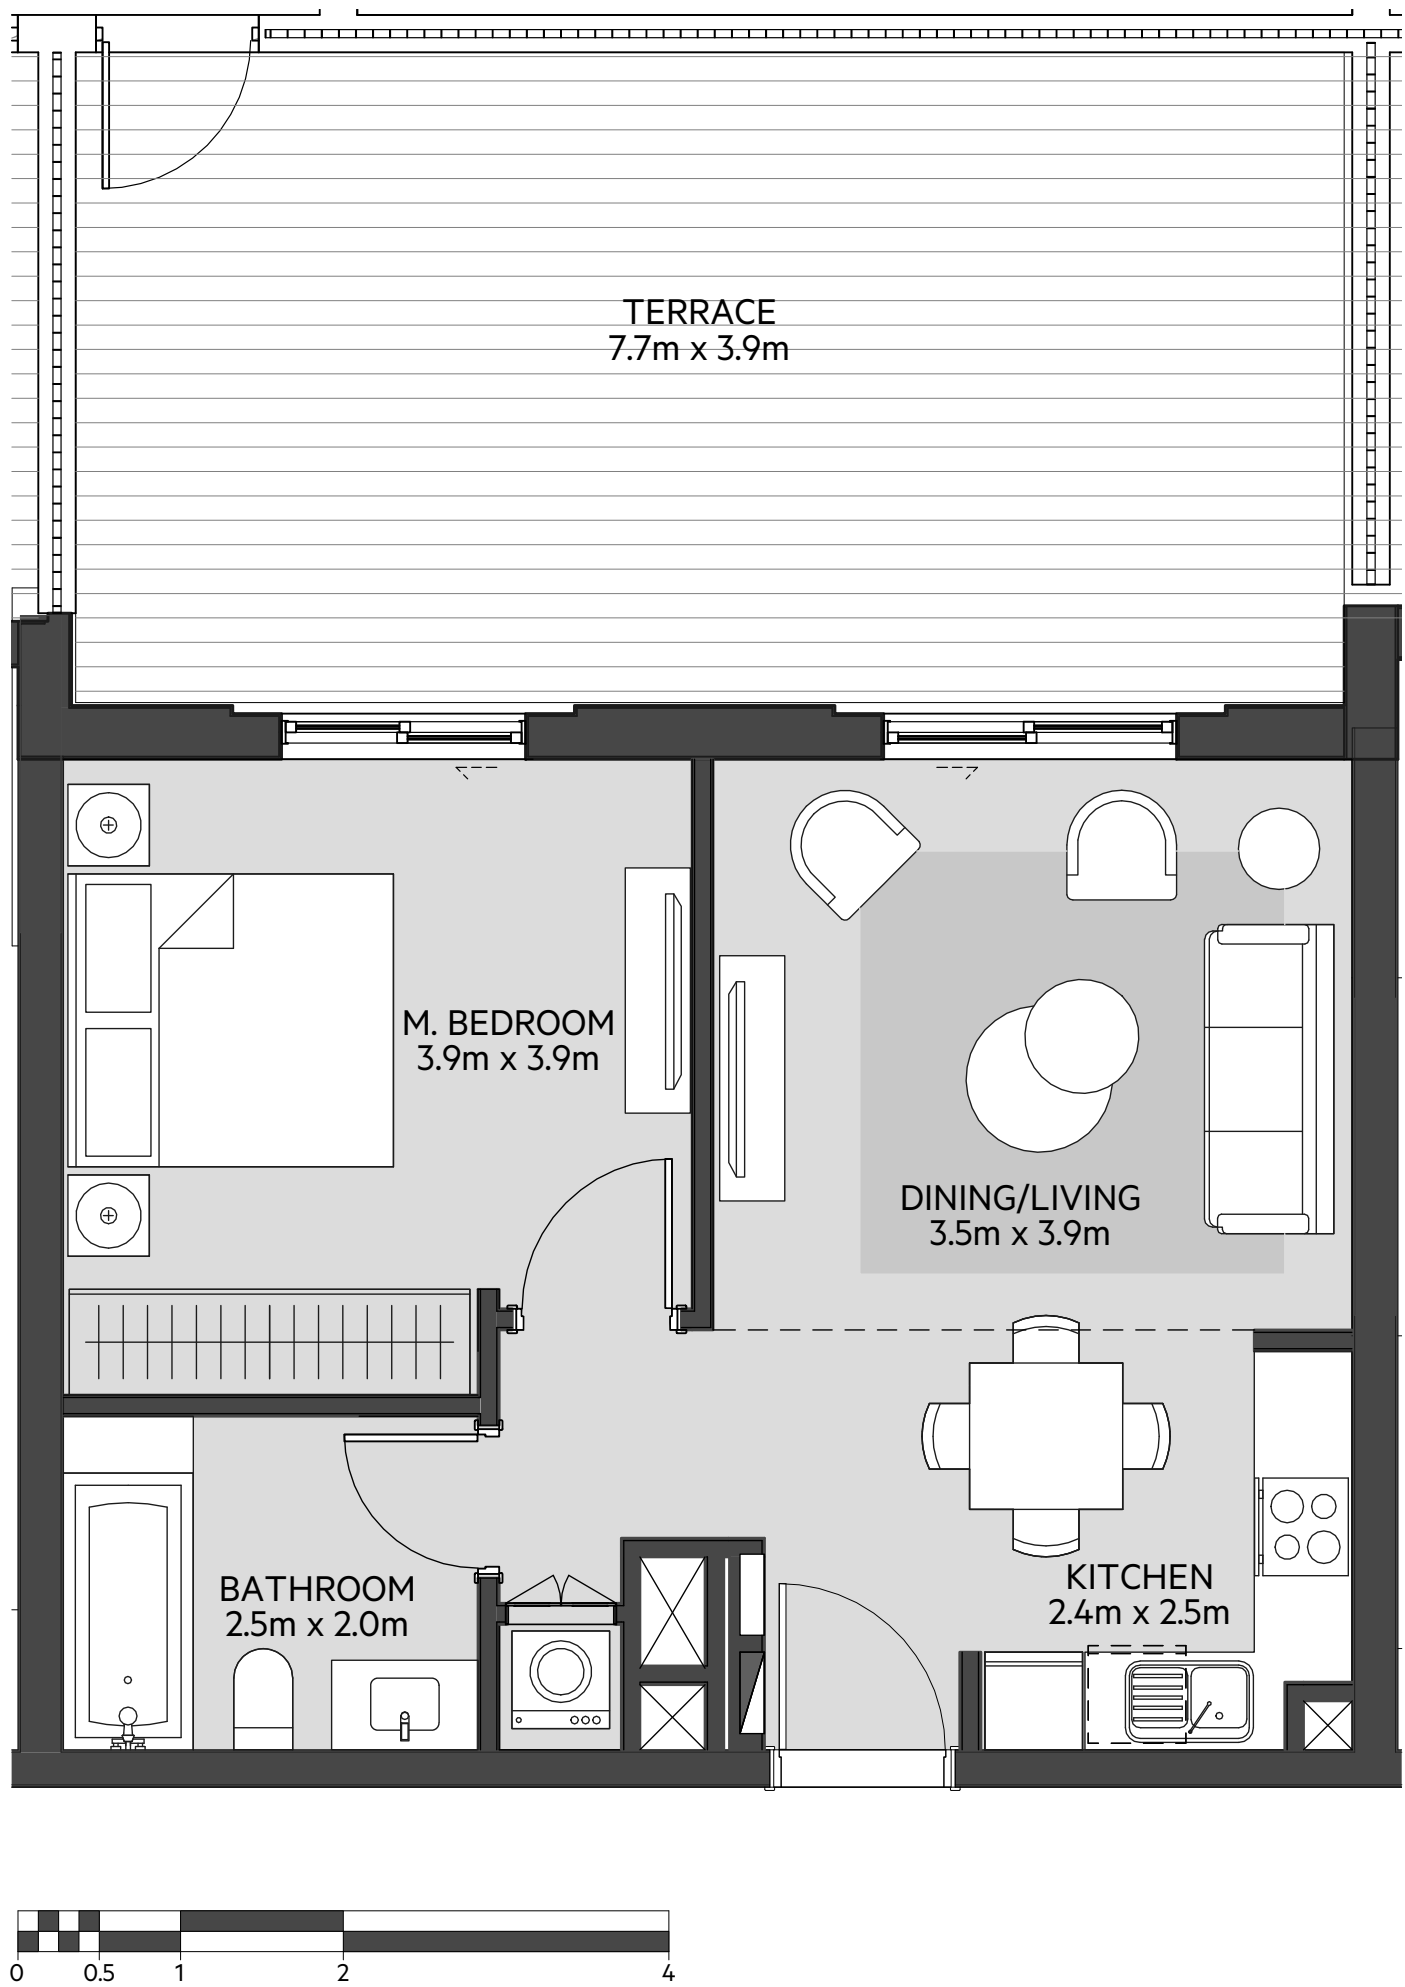 TERRACE
7.7m x 3.9m
M. BEDROOM
3.9m x 3.9m
DINING/LIVING
3.5m x 3.9m
BATHROOM
2.5m x 2.0m
KITCHEN
2.4m x 2.5m
0 0.5 1 2 4